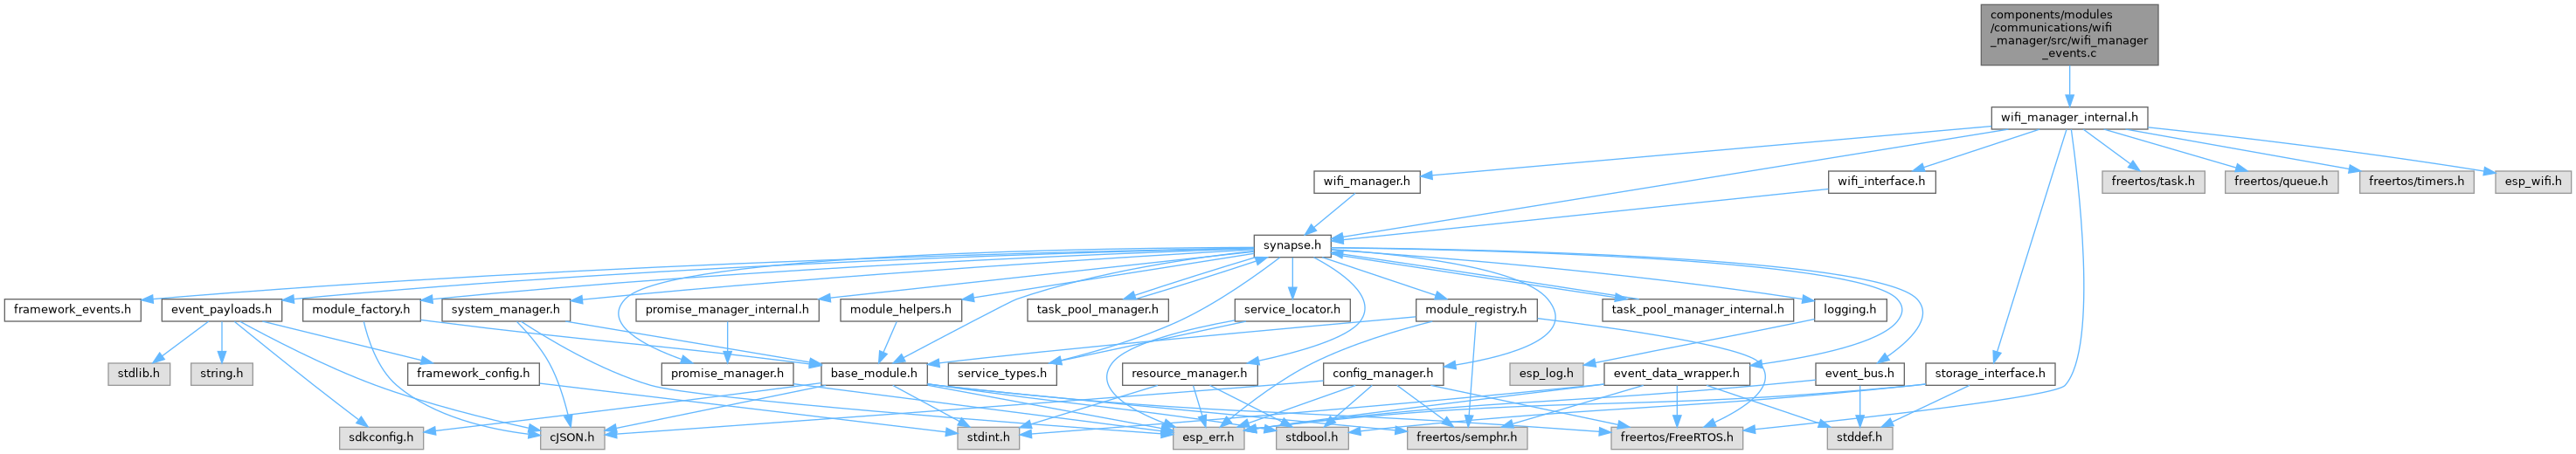 components/modules
/communications/wifi
_manager/src/wifi_manager
_events.c
wifi_manager_internal.h
wifi_manager.h
wifi_interface.h
freertos/task.h
freertos/queue.h
freertos/timers.h
esp_wifi.h
synapse.h
framework_events.h
event_payloads.h
module_factory.h
system_manager.h
promise_manager_internal.h
module_helpers.h
task_pool_manager.h
service_locator.h
module_registry.h
task_pool_manager_internal.h
logging.h
stdlib.h
string.h
framework_config.h
promise_manager.h
base_module.h
service_types.h
resource_manager.h
config_manager.h
esp_log.h
event_data_wrapper.h
event_bus.h
storage_interface.h
sdkconfig.h
cJSON.h
stdint.h
esp_err.h
stdbool.h
freertos/semphr.h
freertos/FreeRTOS.h
stddef.h